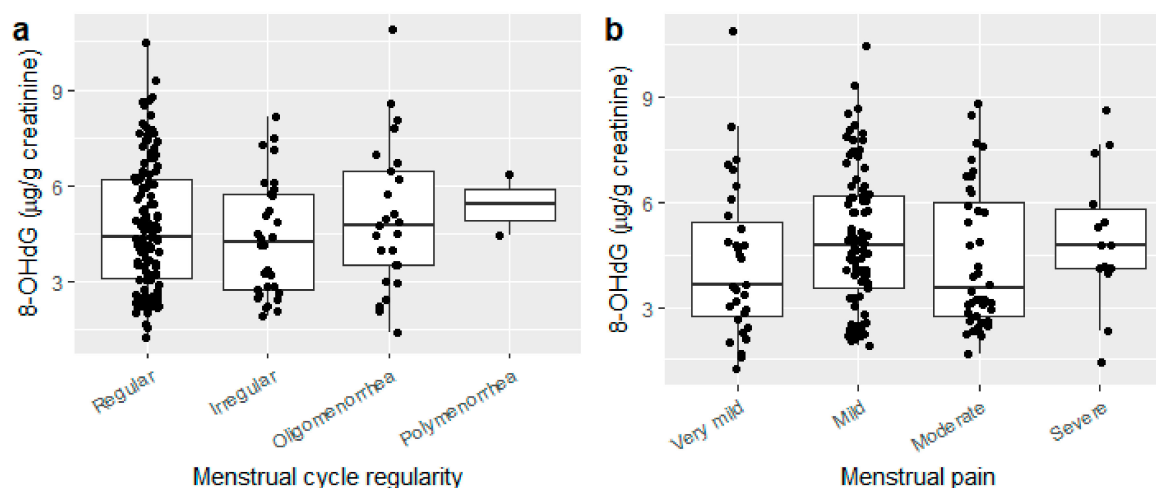 a
8-OHdG (µg/g creatinine)
9
6
3
Regular
Irregular
Oligomenorrhea
Polymenorrhea
Menstrual cycle regularity
b
8-OHdG (µg/g creatinine)
9
6
3
Very mild
Mild
Moderate
Severe
Menstrual pain